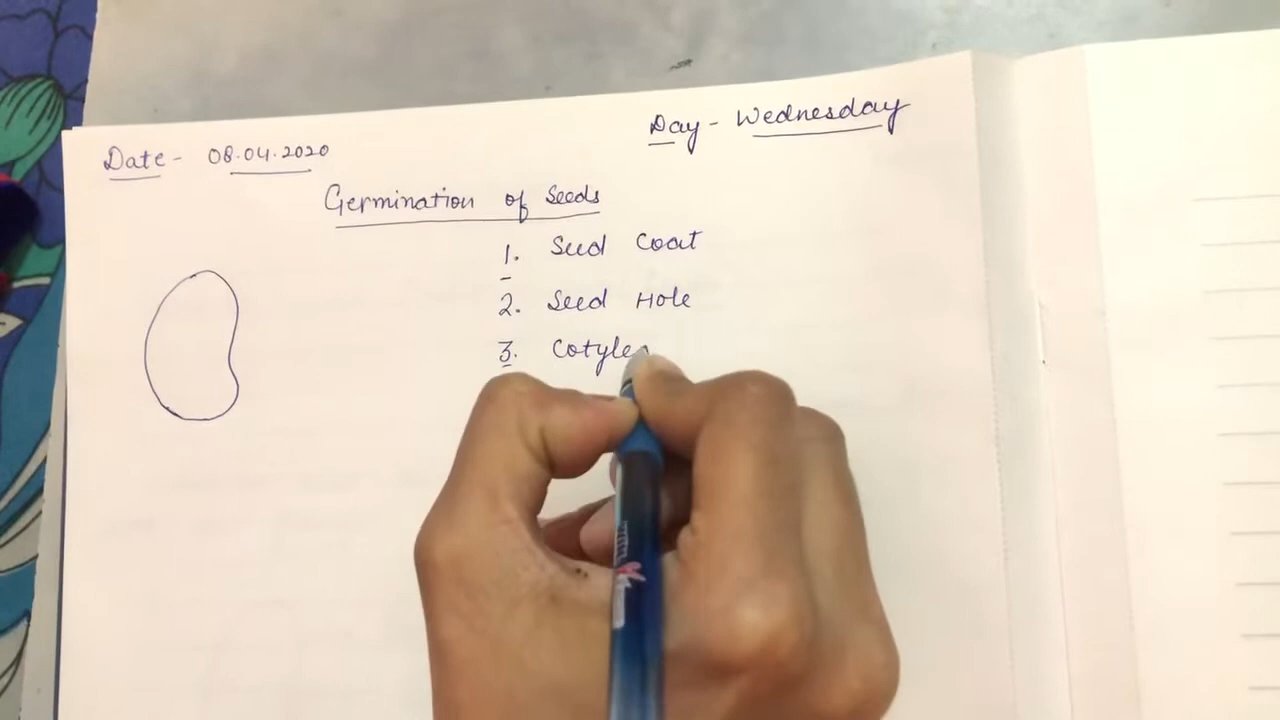 Date - 08.04.2020
Day - Wednesday
Germination of Seeds
1. Seed Coat
2. Seed Hole
3. Cotyle